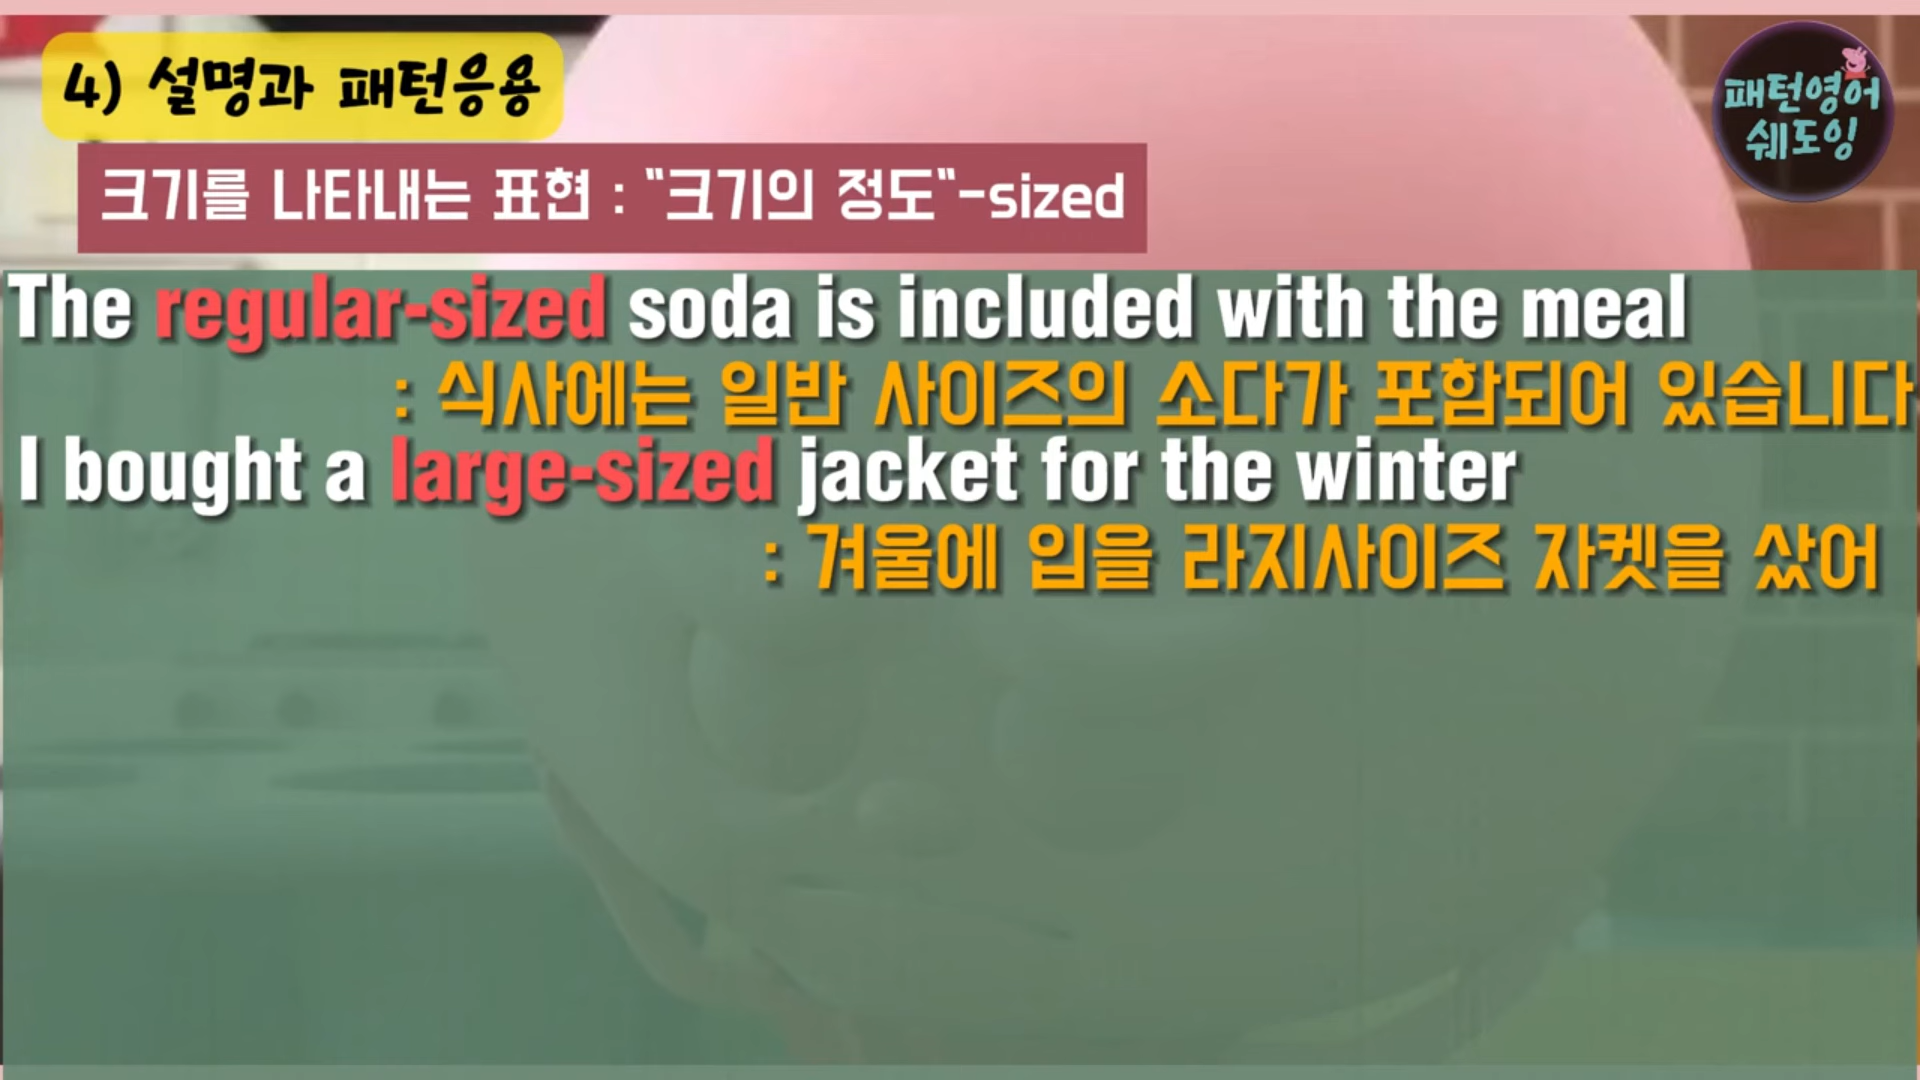 4) 설명과 패턴응용
패턴영어
쉐도잉
크기를 나타내는 표현 : "크기의 정도"-sized
The regular-sized soda is included with the meal
: 식사에는 일반 사이즈의 소다가 포함되어 있습니다
I bought a large-sized jacket for the winter
: 겨울에 입을 라지사이즈 자켓을 샀어